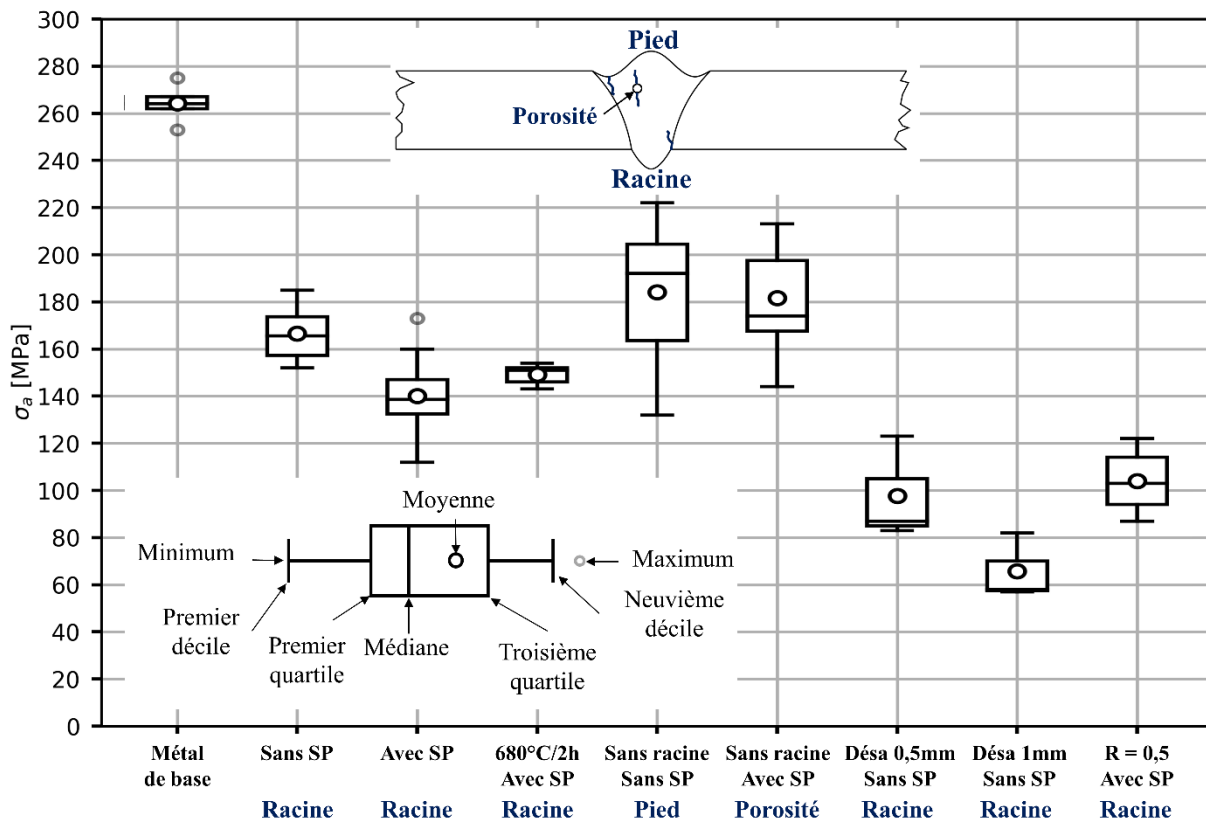 300
280
260
240
220
200
180
160
140
120
100
80
60
40
20
0
σa [MPa]
Pied
Porosité
Racine
Moyenne
Minimum
Maximum
Premier
décile
Premier
quartile
Médiane
Troisième
quartile
Neuvième
décile
Métal
de base
Sans SP
Racine
Avec SP
Racine
680°C/2h
Avec SP
Racine
Sans racine
Sans SP
Pied
Sans racine
Avec SP
Porosité
Désa 0,5mm
Sans SP
Racine
Désa 1mm
Sans SP
Racine
R = 0,5
Avec SP
Racine